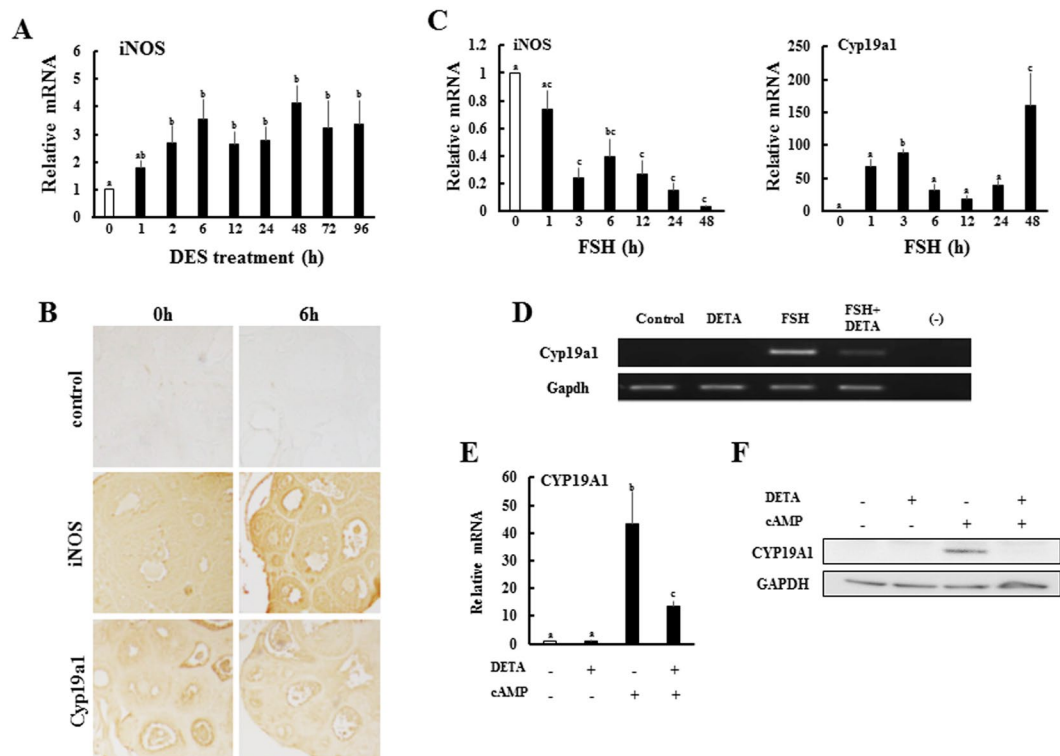 A
iNOS
Relative mRNA
6
5
4
3
2
1
0
a
ab
b
b
b
b
b
b
b
0 1 2 6 12 24 48 72 96
DES treatment (h)
B
0h 6h
control
iNOS
Cyp19a1
C
iNOS
Relative mRNA
1.2
1
0.8
0.6
0.4
0.2
0
a
ac
c
bc
c
c
c
0 1 3 6 12 24 48
FSH (h)
Cyp19a1
Relative mRNA
250
200
150
100
50
0
a
a
b
a
a
a
c
0 1 3 6 12 24 48
FSH (h)
D
Control DETA FSH FSH+ DETA (-)
Cyp19a1
Gapdh
E
CYP19A1
Relative mRNA
60
50
40
30
20
10
0
a
a
b
c
DETA - + - +
cAMP - - + +
F
DETA - + - +
cAMP - - + +
CYP19A1
GAPDH